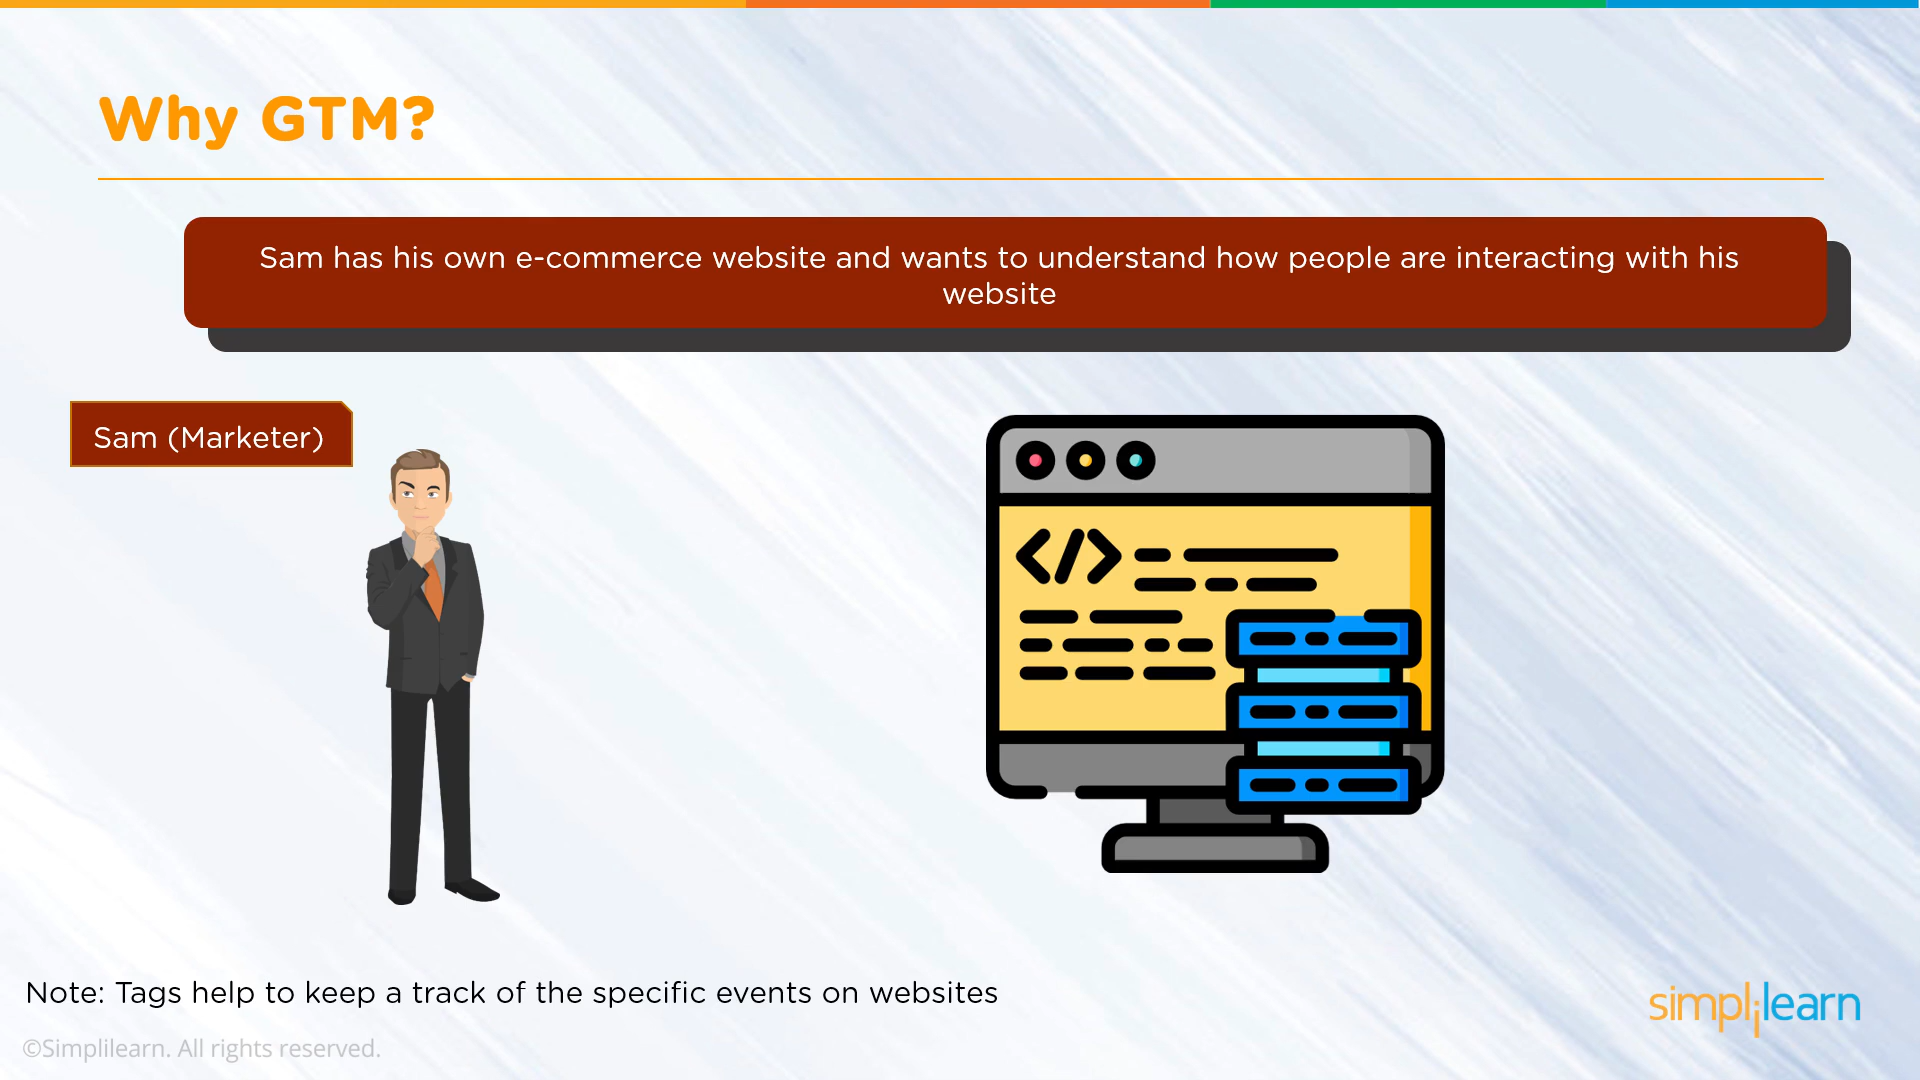 Why GTM?
Sam has his own e-commerce website and wants to understand how people are interacting with his
website
Sam (Marketer)
</>
Note: Tags help to keep a track of the specific events on websites
simplilearn
©Simplilearn. All rights reserved.